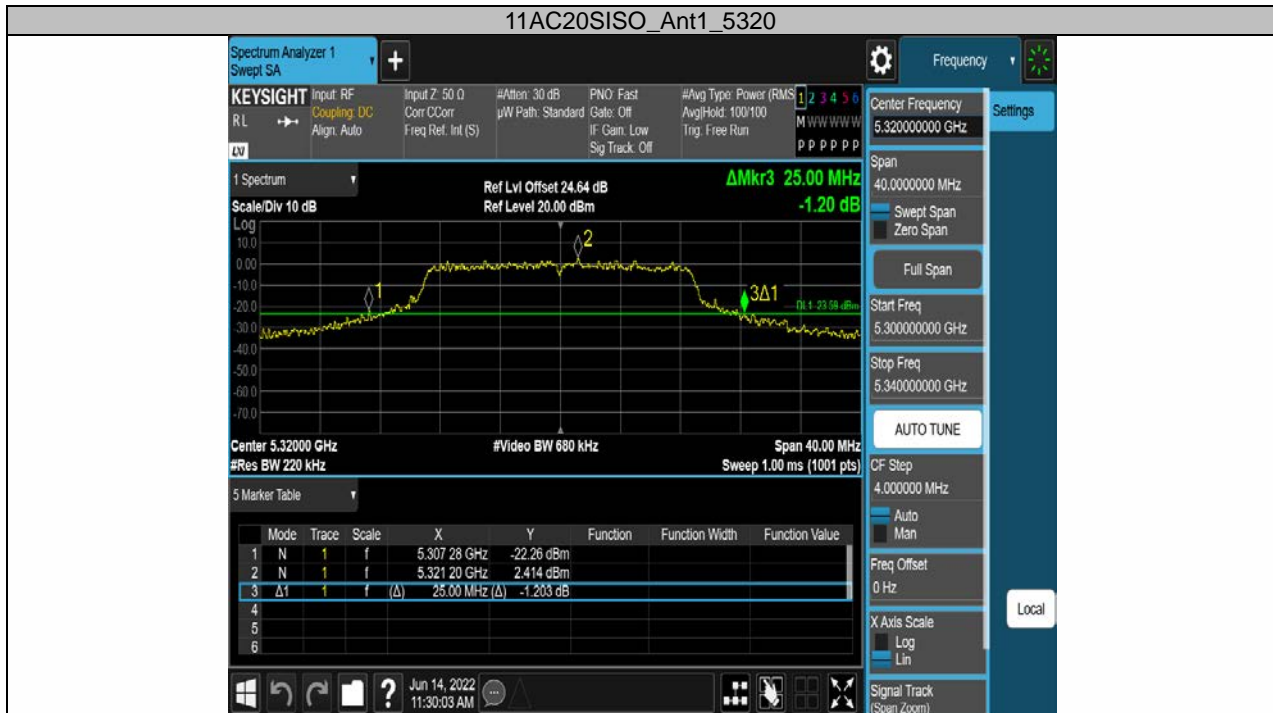 11AC20SISO_Ant1_5320
Spectrum Analyzer 1
Swept SA
+
Frequency
KEYSIGHT
RL
LXI
Input: RF
Coupling: DC
Align: Auto
Input Z: 50 Ω
Corr CCorr
Freq Ref: Int (S)
#Atten: 30 dB
µW Path: Standard
PNO: Fast
Gate: Off
IF Gain: Low
Sig Track: Off
#Avg Type: Power (RMS
Avg|Hold: 100/100
Trig: Free Run
1 2 3 4 5 6
M W W W W W
P P P P P P
1 Spectrum
Scale/Div 10 dB
Ref Lvl Offset 24.64 dB
Ref Level 20.00 dBm
ΔMkr3 25.00 MHz
-1.20 dB
Log
10.0
0.00
-10.0
-20.0
-30.0
-40.0
-50.0
-60.0
-70.0
1
2
3Δ1
DL1 -23.59 dBm
Center 5.32000 GHz
#Video BW 680 kHz
Span 40.00 MHz
#Res BW 220 kHz
Sweep 1.00 ms (1001 pts)
5 Marker Table
Mode Trace Scale X Y Function Function Width Function Value
1 N 1 f 5.307 28 GHz -22.26 dBm
2 N 1 f 5.321 20 GHz 2.414 dBm
3 Δ1 1 f (Δ) 25.00 MHz (Δ) -1.203 dB
4
5
6
Jun 14, 2022
11:30:03 AM
Center Frequency
5.320000000 GHz
Settings
Span
40.0000000 MHz
Swept Span
Zero Span
Full Span
Start Freq
5.300000000 GHz
Stop Freq
5.340000000 GHz
AUTO TUNE
CF Step
4.000000 MHz
Auto
Man
Freq Offset
0 Hz
X Axis Scale
Log
Lin
Local
Signal Track
(Span Zoom)